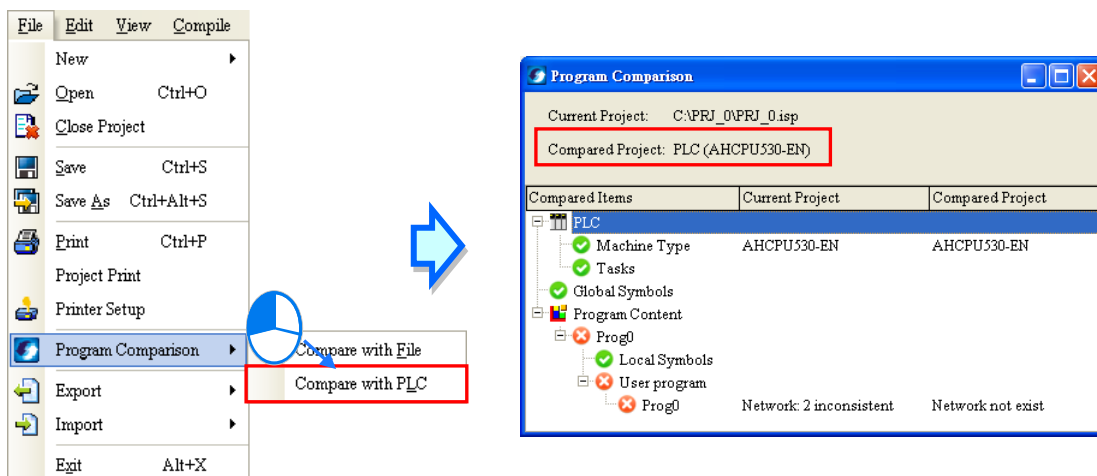 File Edit View Compile
New
Open Ctrl+O
Close Project
Save Ctrl+S
Save As Ctrl+Alt+S
Print Ctrl+P
Project Print
Printer Setup
Program Comparison
Export
Import
Exit Alt+X
Compare with File
Compare with PLC
Program Comparison
Current Project: C:\PRJ_0\PRJ_0.isp
Compared Project: PLC (AHCPU530-EN)
Compared Items Current Project Compared Project
PLC
Machine Type AHCPU530-EN AHCPU530-EN
Tasks
Global Symbols
Program Content
Prog0
Local Symbols
User program
Prog0 Network: 2 inconsistent Network not exist